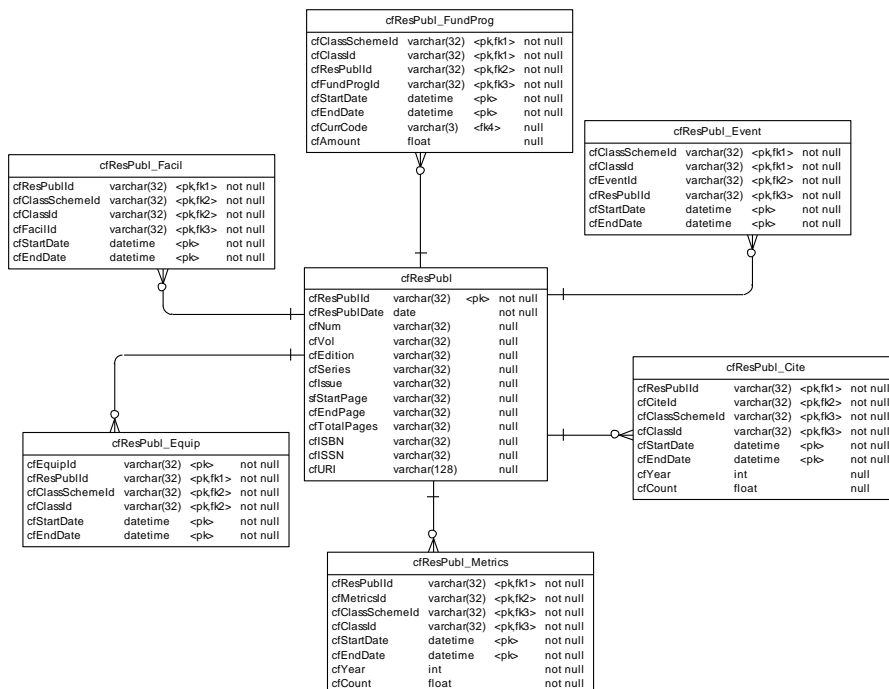 cfResPubl_FundProg
cfClassSchemeId varchar(32) <pk,fk1> not null
cfClassId varchar(32) <pk,fk1> not null
cfResPublId varchar(32) <pk,fk2> not null
cfFundProgId varchar(32) <pk,fk3> not null
cfStartDate datetime <pk> not null
cfEndDate datetime <pk> not null
cfCurrCode varchar(3) <fk4> null
cfAmount float null
cfResPubl_Event
cfClassSchemeId varchar(32) <pk,fk1> not null
cfClassId varchar(32) <pk,fk1> not null
cfEventId varchar(32) <pk,fk2> not null
cfResPublId varchar(32) <pk,fk3> not null
cfStartDate datetime <pk> not null
cfEndDate datetime <pk> not null
cfResPubl_Facil
cfResPublId varchar(32) <pk,fk1> not null
cfClassSchemeId varchar(32) <pk,fk2> not null
cfClassId varchar(32) <pk,fk2> not null
cfFacilId varchar(32) <pk,fk3> not null
cfStartDate datetime <pk> not null
cfEndDate datetime <pk> not null
cfResPubl
cfResPublId varchar(32) <pk> not null
cfResPublDate date not null
cfNum varchar(32) null
cfVol varchar(32) null
cfEdition varchar(32) null
cfSeries varchar(32) null
cfIssue varchar(32) null
sfStartPage varchar(32) null
cfEndPage varchar(32) null
cfTotalPages varchar(32) null
cfISBN varchar(32) null
cfISSN varchar(32) null
cfURI varchar(128) null
cfResPubl_Cite
cfResPublId varchar(32) <pk,fk1> not null
cfCiteId varchar(32) <pk,fk2> not null
cfClassSchemeId varchar(32) <pk,fk3> not null
cfClassId varchar(32) <pk,fk3> not null
cfStartDate datetime <pk> not null
cfEndDate datetime <pk> not null
cfYear int null
cfCount float null
cfResPubl_Equip
cfEquipId varchar(32) <pk> not null
cfResPublId varchar(32) <pk,fk1> not null
cfClassSchemeId varchar(32) <pk,fk2> not null
cfClassId varchar(32) <pk,fk2> not null
cfStartDate datetime <pk> not null
cfEndDate datetime <pk> not null
cfResPubl_Metrics
cfResPublId varchar(32) <pk,fk1> not null
cfMetricsId varchar(32) <pk,fk2> not null
cfClassSchemeId varchar(32) <pk,fk3> not null
cfClassId varchar(32) <pk,fk3> not null
cfStartDate datetime <pk> not null
cfEndDate datetime <pk> not null
cfYear int not null
cfCount float not null